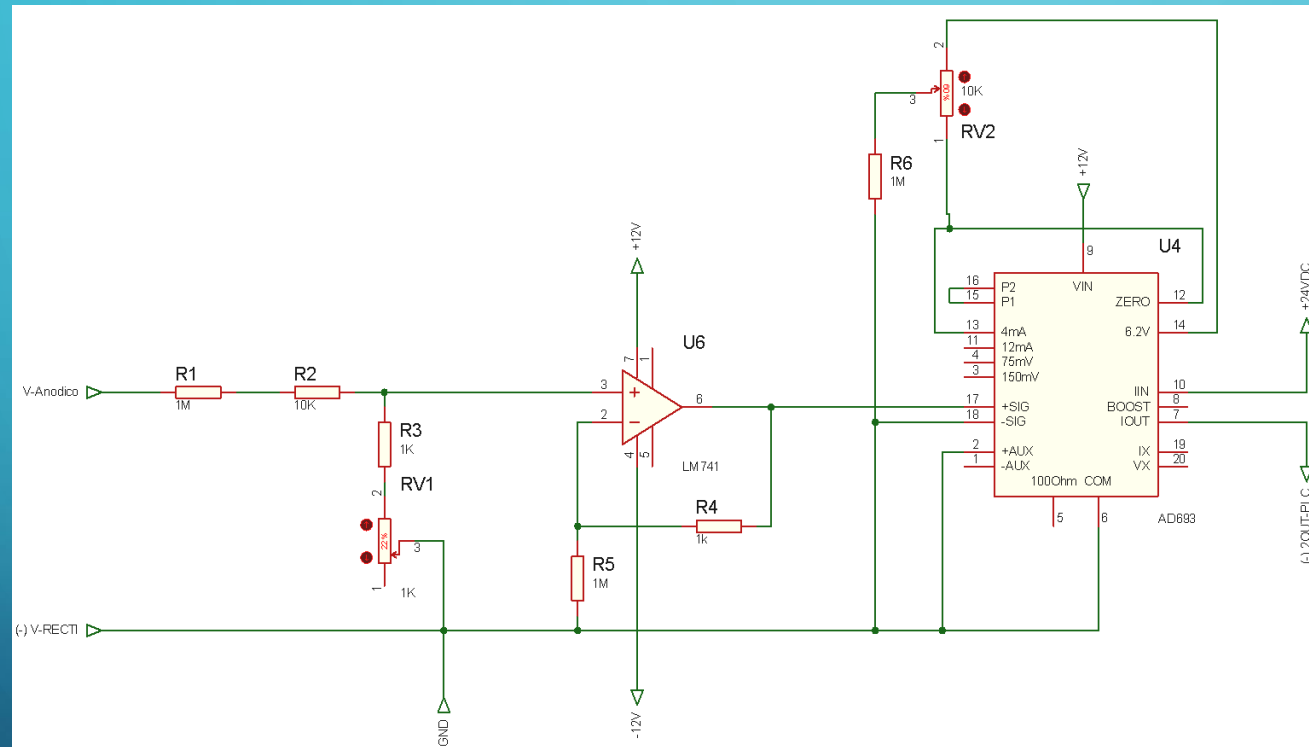 2
3
10K
60 %
1
RV2
R6
1M
+12V
U4
9
VIN
16 P2
15 P1
ZERO 12
13 4mA
6.2V 14
11 12mA
4 75mV
3 150mV
IIN 10
17 +SIG
BOOST 8
18 -SIG
IOUT 7
2 +AUX
IX 19
1 -AUX
VX 20
100Ohm COM
5
6
AD693
+24VDC
(-) 2OUT-PLC
+12V
U6
7
1
3
2
6
4
5
LM741
-12V
V-Anodico
R1
1M
R2
10K
R3
1K
RV1
2
22 %
3
1
1K
R4
1k
R5
1M
(-) V-RECTI
GND